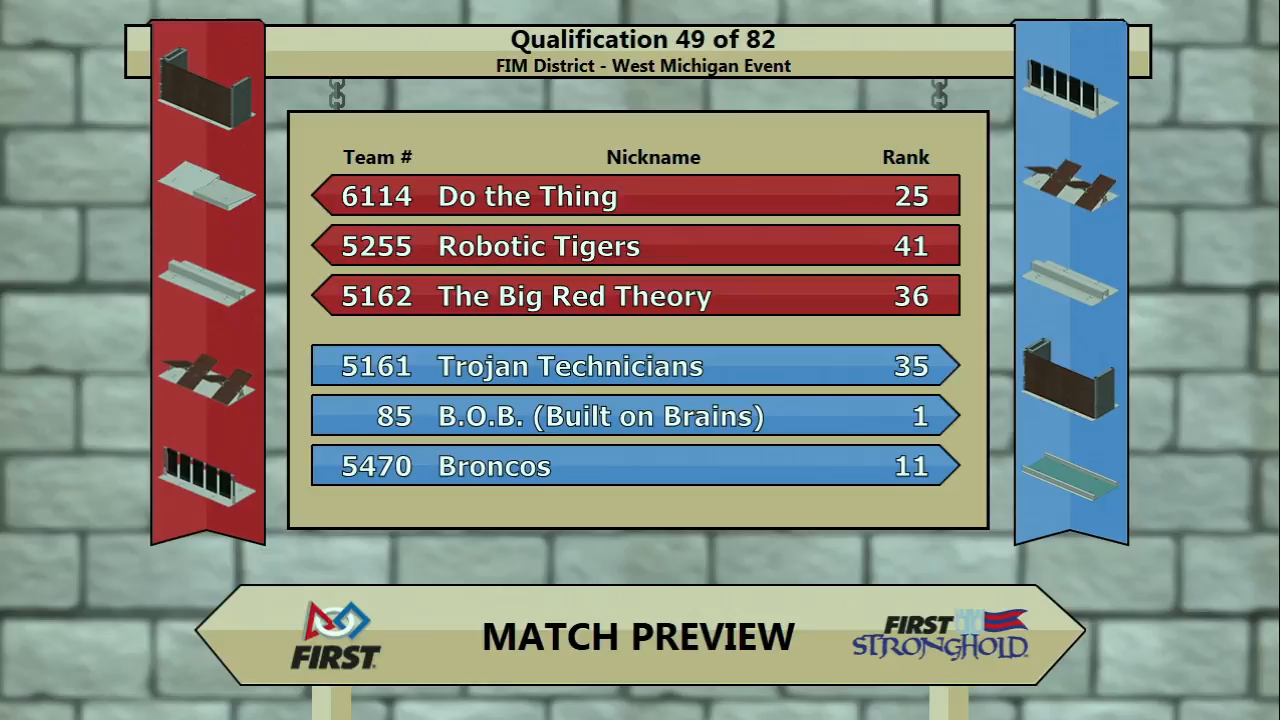 Qualification 49 of 82
FIM District - West Michigan Event
Team # Nickname Rank
6114 Do the Thing 25
5255 Robotic Tigers 41
5162 The Big Red Theory 36
5161 Trojan Technicians 35
85 B.O.B. (Built on Brains) 1
5470 Broncos 11
FIRST MATCH PREVIEW FIRST
STRONGHOLD